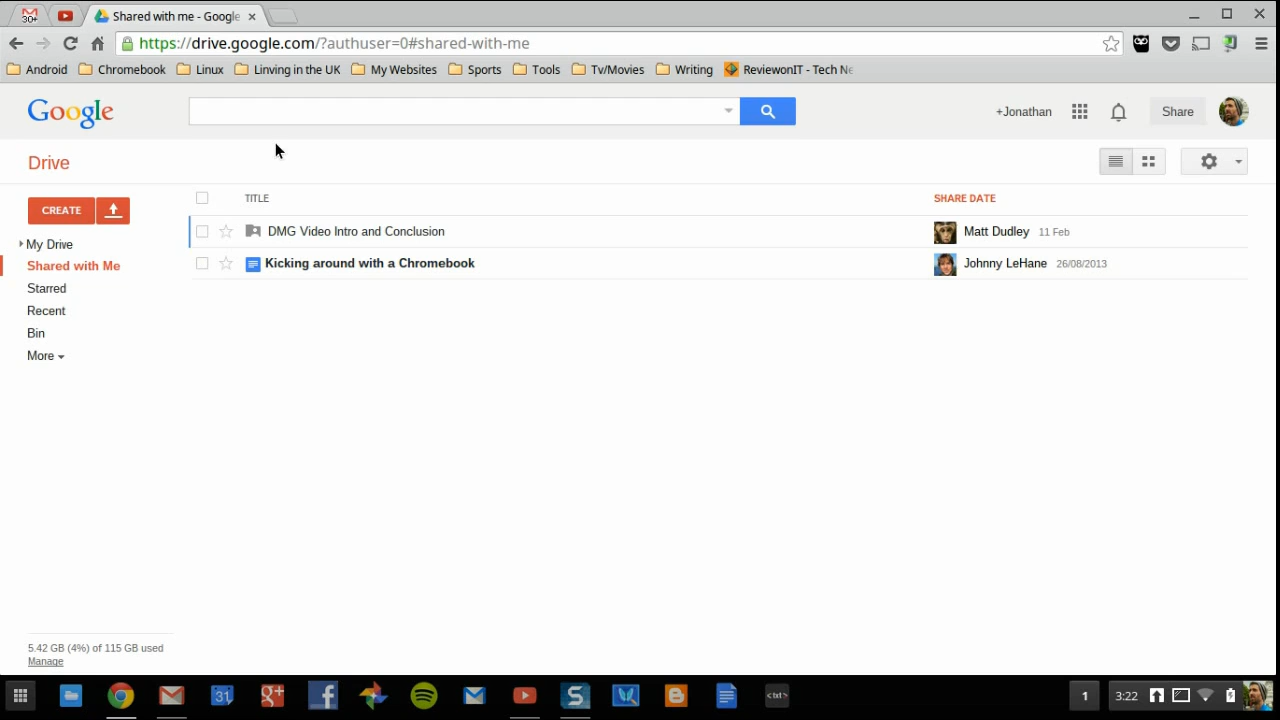 30+
Shared with me - Google
https://drive.google.com/?authuser=0#shared-with-me
Android Chromebook Linux Linving in the UK My Websites Sports Tools Tv/Movies Writing ReviewonIT - Tech Ne
Google +Jonathan Share
Drive
CREATE
TITLE SHARE DATE
DMG Video Intro and Conclusion Matt Dudley 11 Feb
Kicking around with a Chromebook Johnny LeHane 26/08/2013
My Drive
Shared with Me
Starred
Recent
Bin
More
5.42 GB (4%) of 115 GB used
Manage
31 g+ f S <txt> 1 3:22